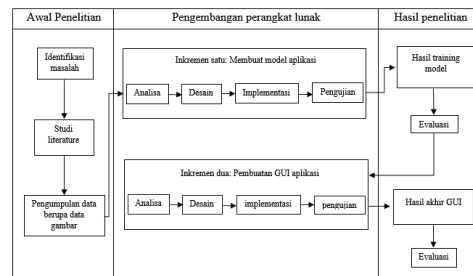 Awal Penelitian
Pengembangan perangkat lunak
Hasil penelitian
Identifikasi
masalah
Studi
literature
Pengumpulan data
berupa data
gambar
Inkremen satu: Membuat model aplikasi
Analisa
Desain
Implementasi
Pengujian
Inkremen dua: Pembuatan GUI aplikasi
Analisa
Desain
implementasi
pengujian
Hasil training
model
Evaluasi
Hasil akhir GUI
Evaluasi